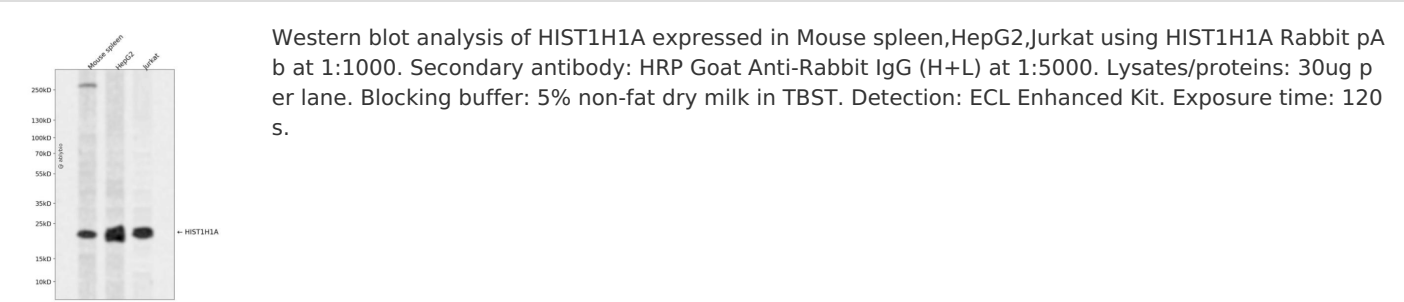 Mouse spleen
HepG2
Jurkat
250kD
130kD
100kD
70kD
55kD
35kD
25kD
15kD
10kD
@ abybio
← HIST1H1A
Western blot analysis of HIST1H1A expressed in Mouse spleen,HepG2,Jurkat using HIST1H1A Rabbit pA
b at 1:1000. Secondary antibody: HRP Goat Anti-Rabbit IgG (H+L) at 1:5000. Lysates/proteins: 30ug p
er lane. Blocking buffer: 5% non-fat dry milk in TBST. Detection: ECL Enhanced Kit. Exposure time: 120
s.